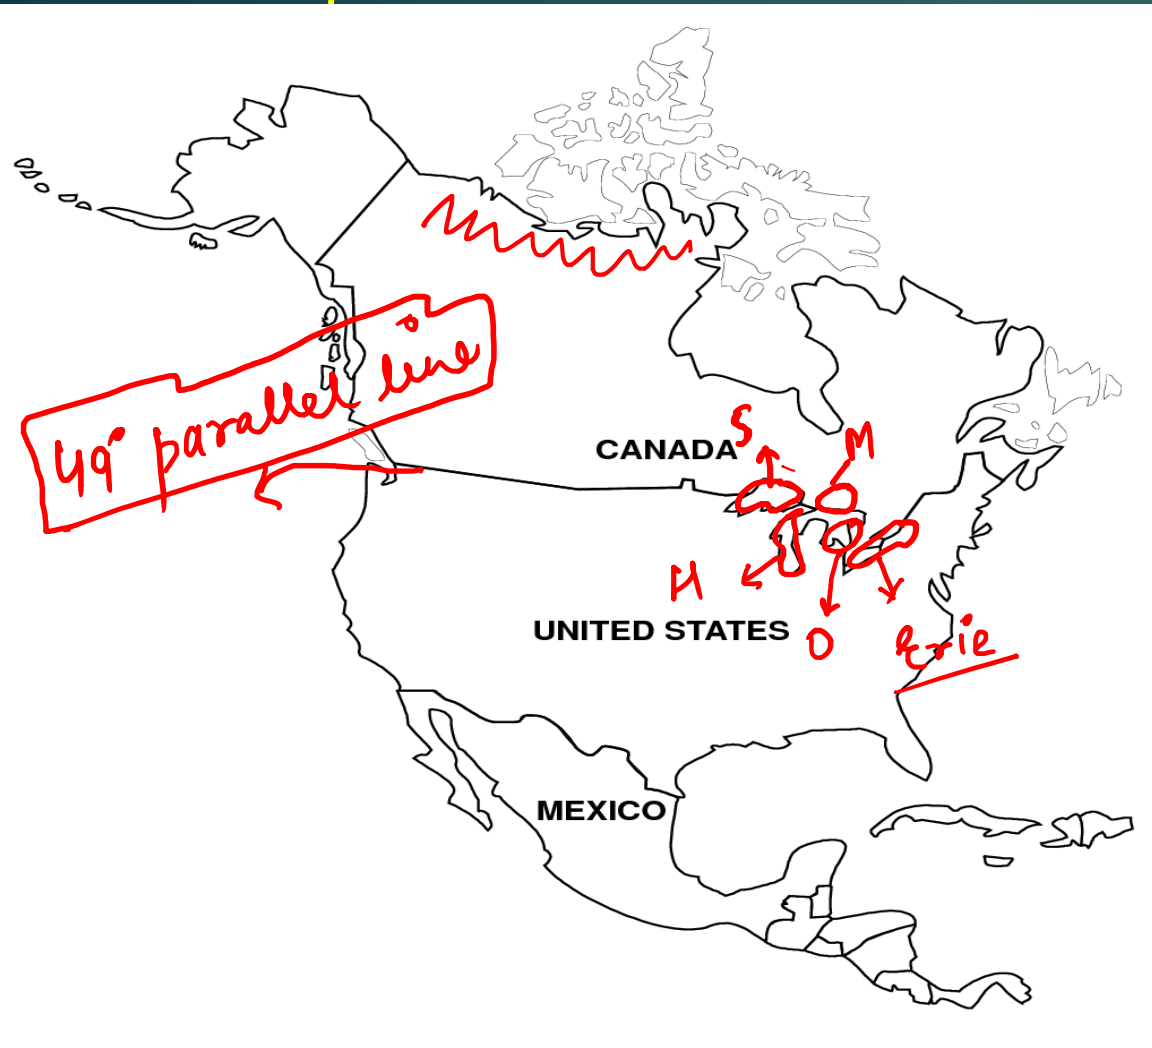 49° parallel line
CANADA
S
M
H
UNITED STATES
O
Erie
MEXICO